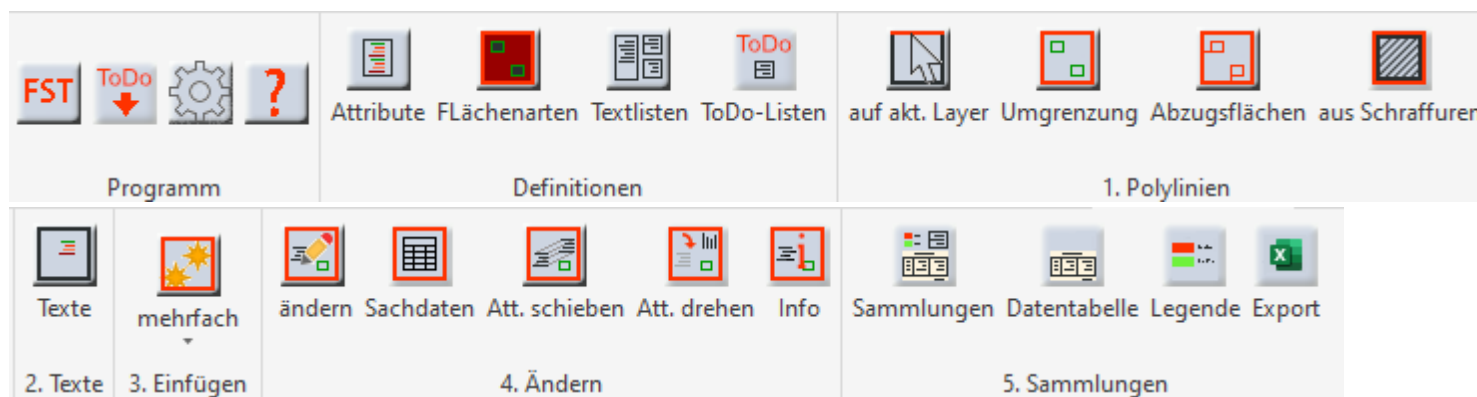 FST ToDo ? ToDo
Attribute FLächenarten Textlisten ToDo-Listen auf akt. Layer Umgrenzung Abzugsflächen aus Schraffuren
Programm Definitionen 1. Polylinien
Texte mehrfach ändern Sachdaten Att. schieben Att. drehen Info Sammlungen Datentabelle Legende Export
2. Texte 3. Einfügen 4. Ändern 5. Sammlungen